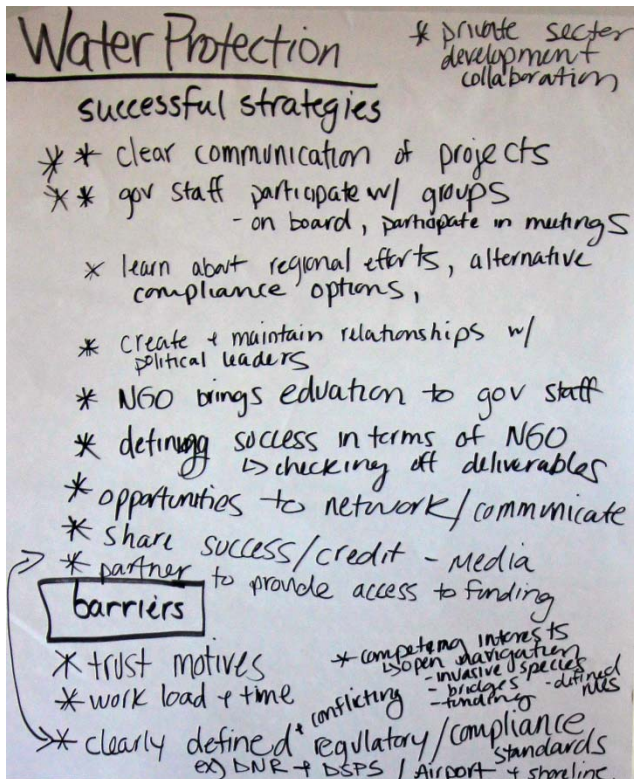 Water Protection
* private sector
development
collaboration
successful strategies
* * clear communication of projects
* * gov staff participate w/ groups
- on board, participate in meetings
* learn about regional efforts, alternative
compliance options,
* create + maintain relationships w/
political leaders
* NGO brings eduation to gov staff
* defining success in terms of NGO
↳ checking off deliverables
* opportunities to network/communicate
* share success/credit - Media
* partner to provide access to funding
barriers
* trust motives
* work load + time
* competing interests
↳ open navigation
- invasive species
- bridges - defined
- funding rules
* clearly defined + conflicting regulatory/compliance
standards
ex) DNR + DSPS / Airport + shoreline